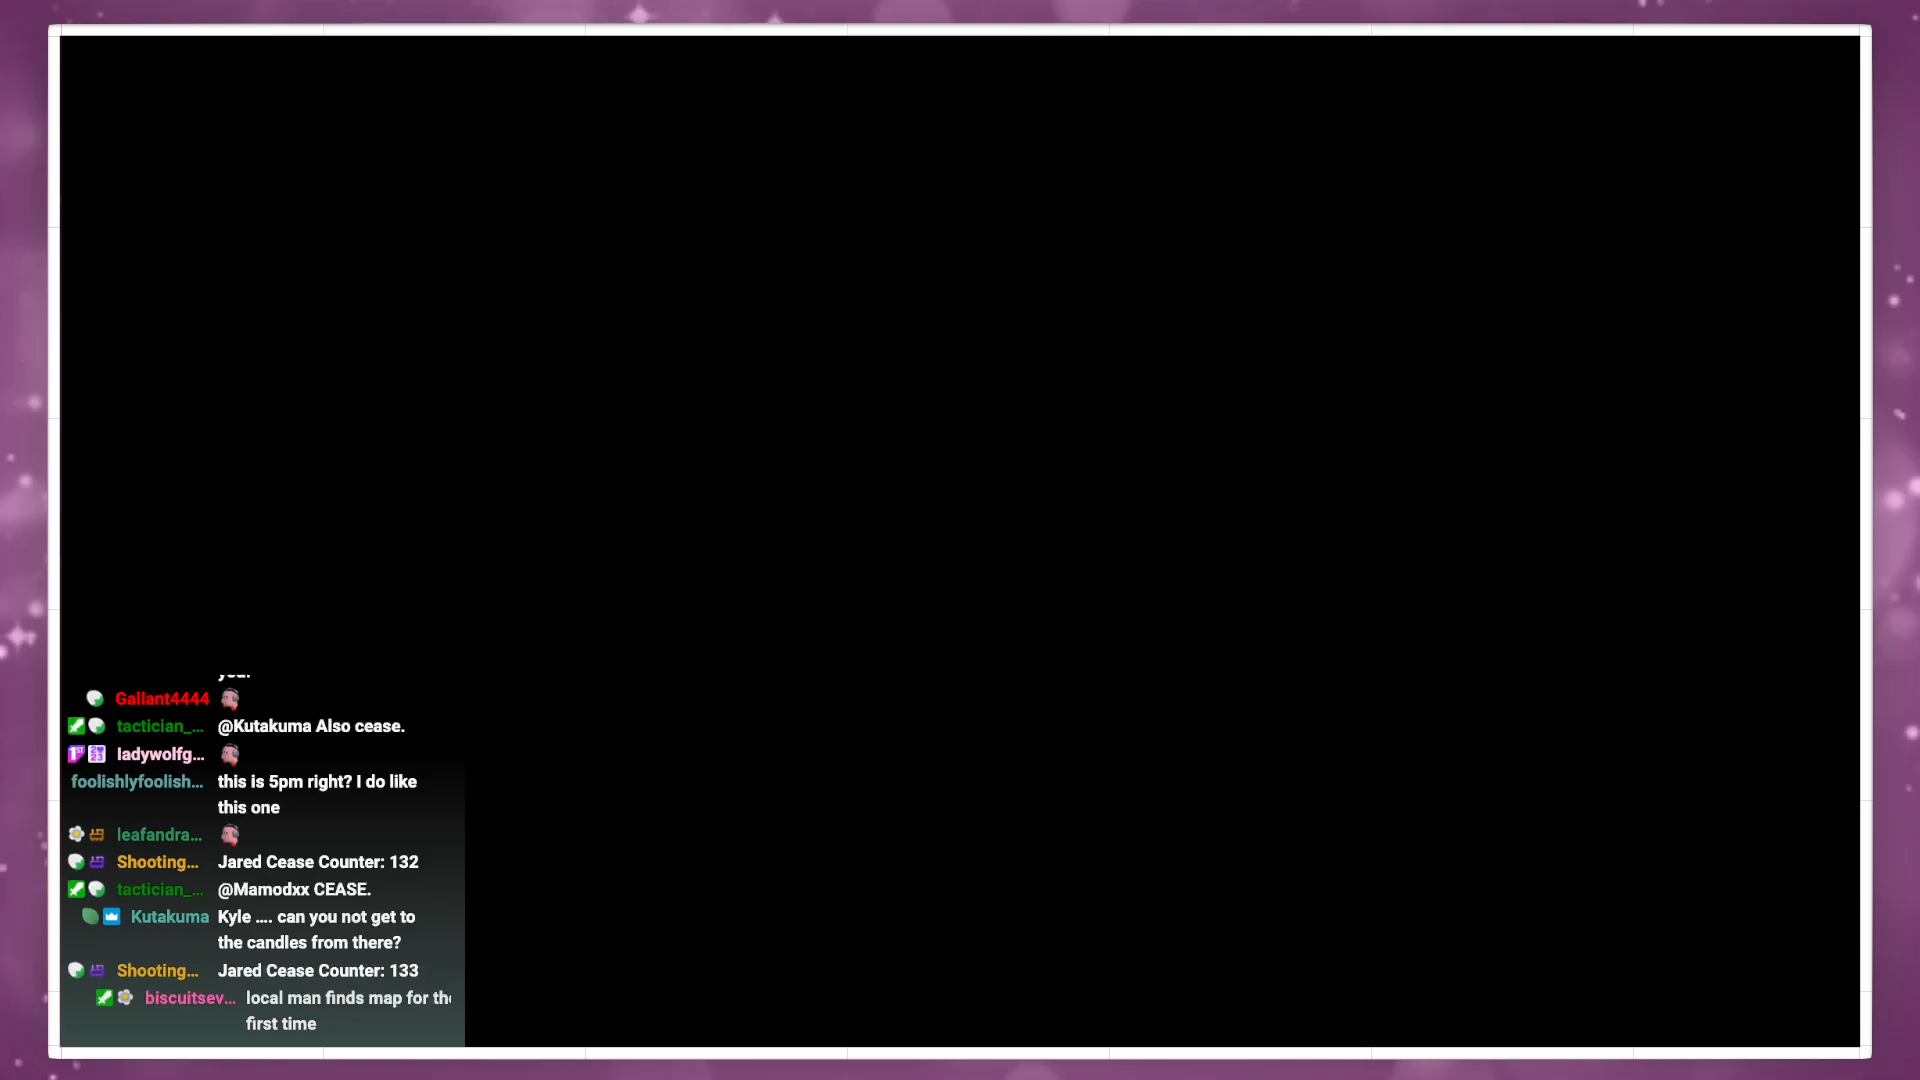 Gallant4444
tactician_... @Kutakuma Also cease.
ladywolfg...
foolishlyfoolish... this is 5pm right? I do like
this one
leafandra...
Shooting... Jared Cease Counter: 132
tactician_... @Mamodxx CEASE.
Kutakuma Kyle .... can you not get to
the candles from there?
Shooting... Jared Cease Counter: 133
biscuitsev... local man finds map for the
first time